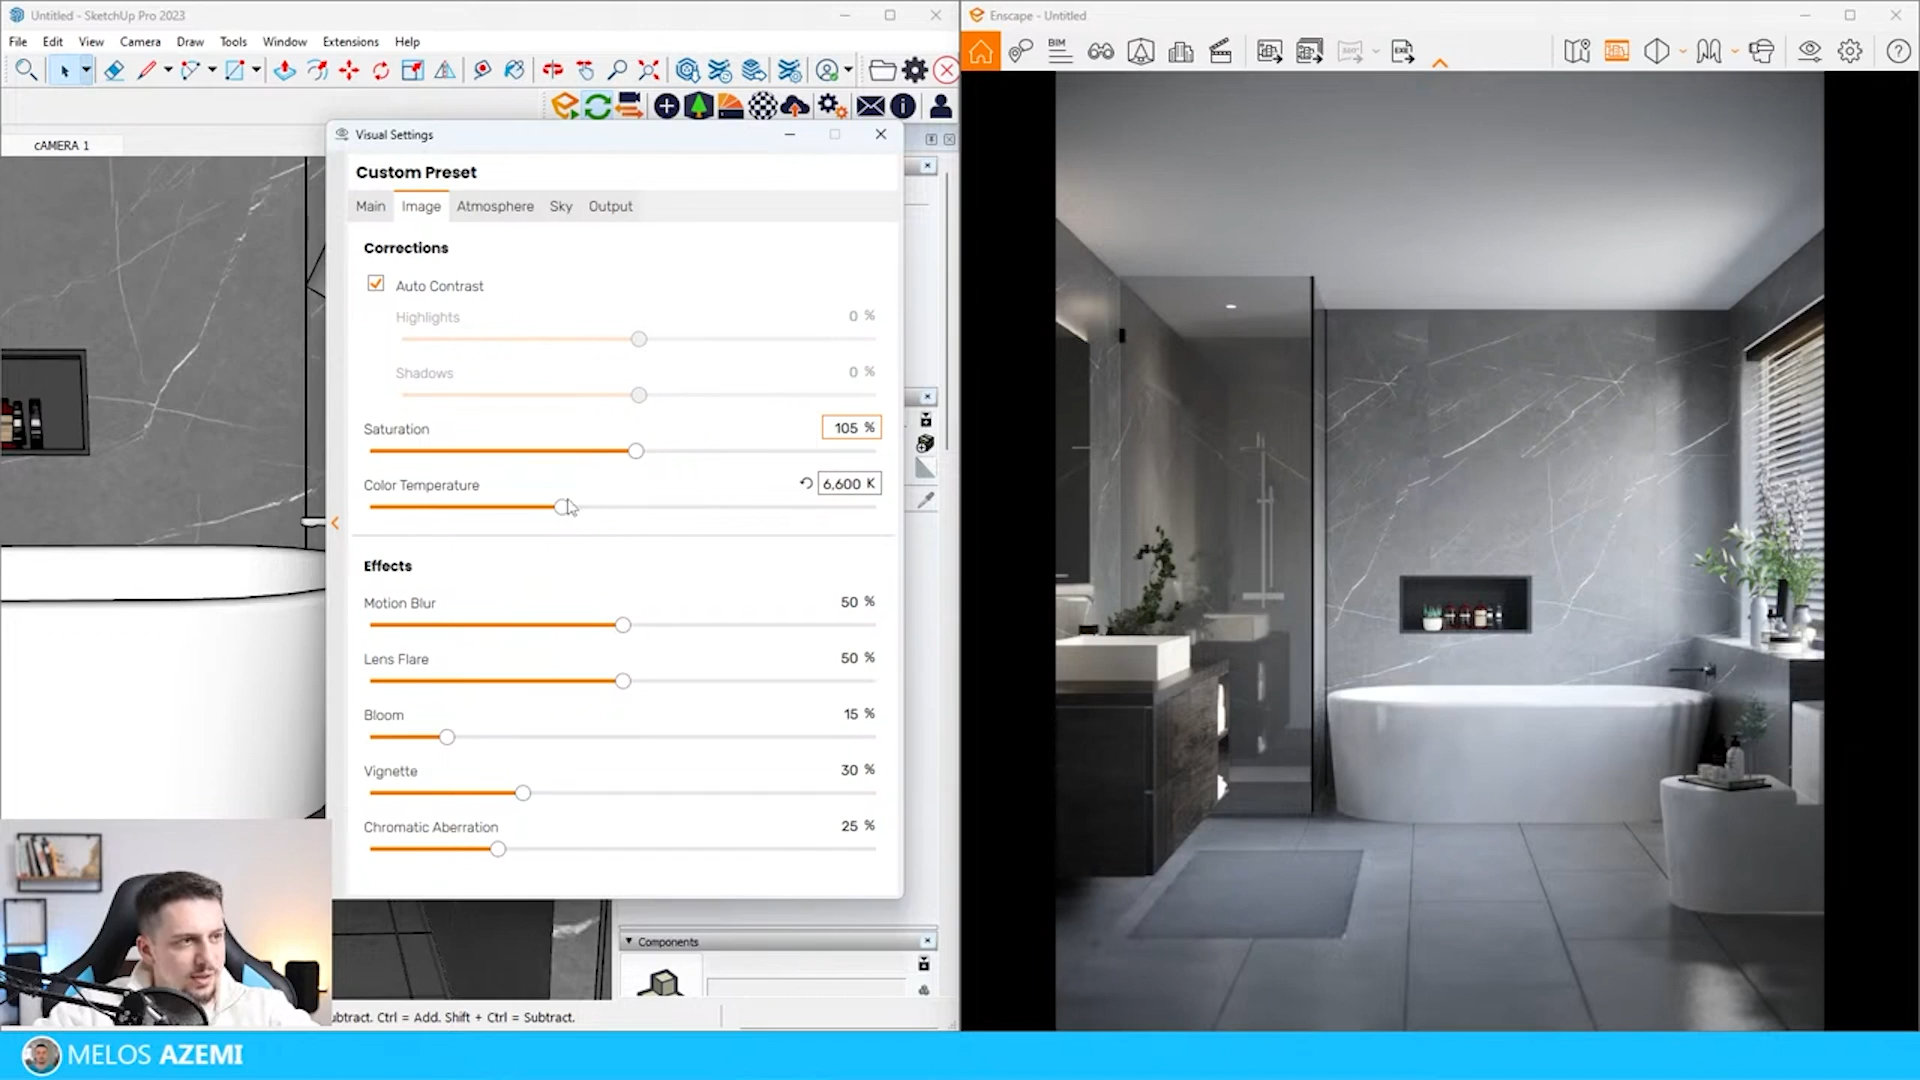 Untitled - SketchUp Pro 2023
File Edit View Camera Draw Tools Window Extensions Help
cAMERA 1
Visual Settings
Custom Preset
Main Image Atmosphere Sky Output
Corrections
Auto Contrast
Highlights 0 %
Shadows 0 %
Saturation 105 %
Color Temperature 6,600 K
Effects
Motion Blur 50 %
Lens Flare 50 %
Bloom 15 %
Vignette 30 %
Chromatic Aberration 25 %
Components
ubtract. Ctrl = Add. Shift + Ctrl = Subtract.
Enscape - Untitled
BIM
EXE
MELOS AZEMI